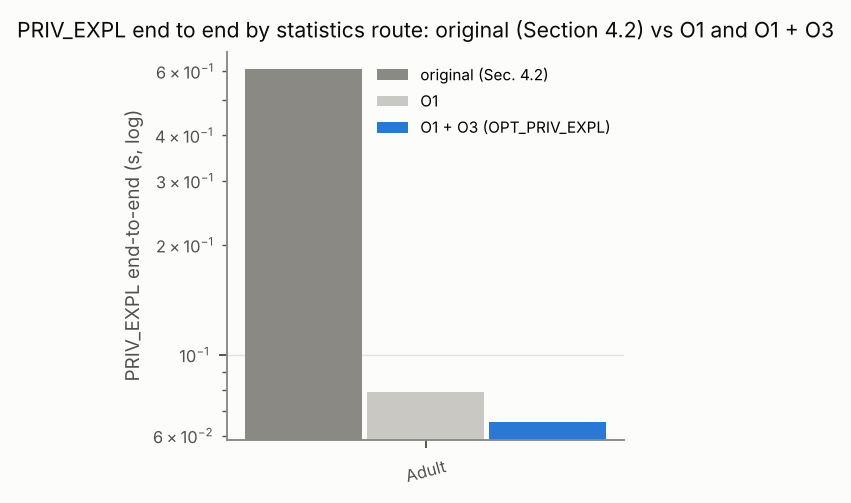 PRIV_EXPL end to end by statistics route: original (Section 4.2) vs O1 and O1 + O3
PRIV_EXPL end-to-end (s, log)
6 × 10⁻¹
4 × 10⁻¹
3 × 10⁻¹
2 × 10⁻¹
10⁻¹
6 × 10⁻²
original (Sec. 4.2)
O1
O1 + O3 (OPT_PRIV_EXPL)
Adult